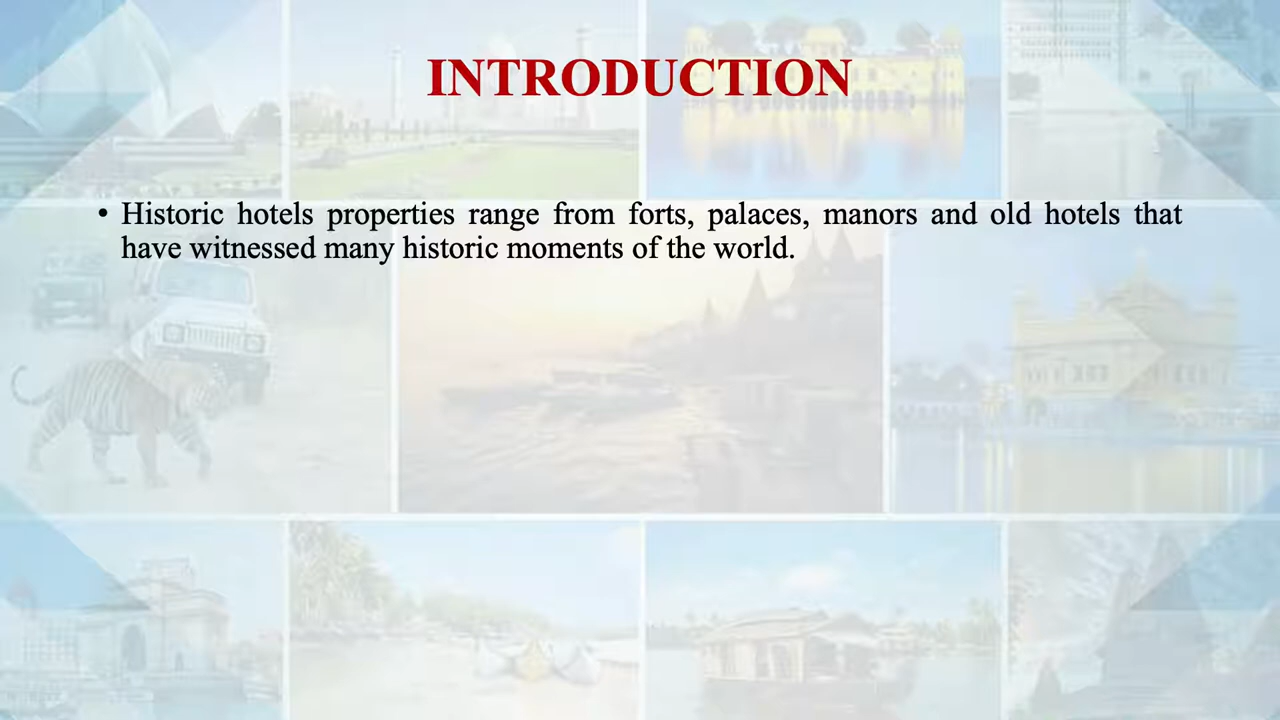 INTRODUCTION
• Historic hotels properties range from forts, palaces, manors and old hotels that
have witnessed many historic moments of the world.